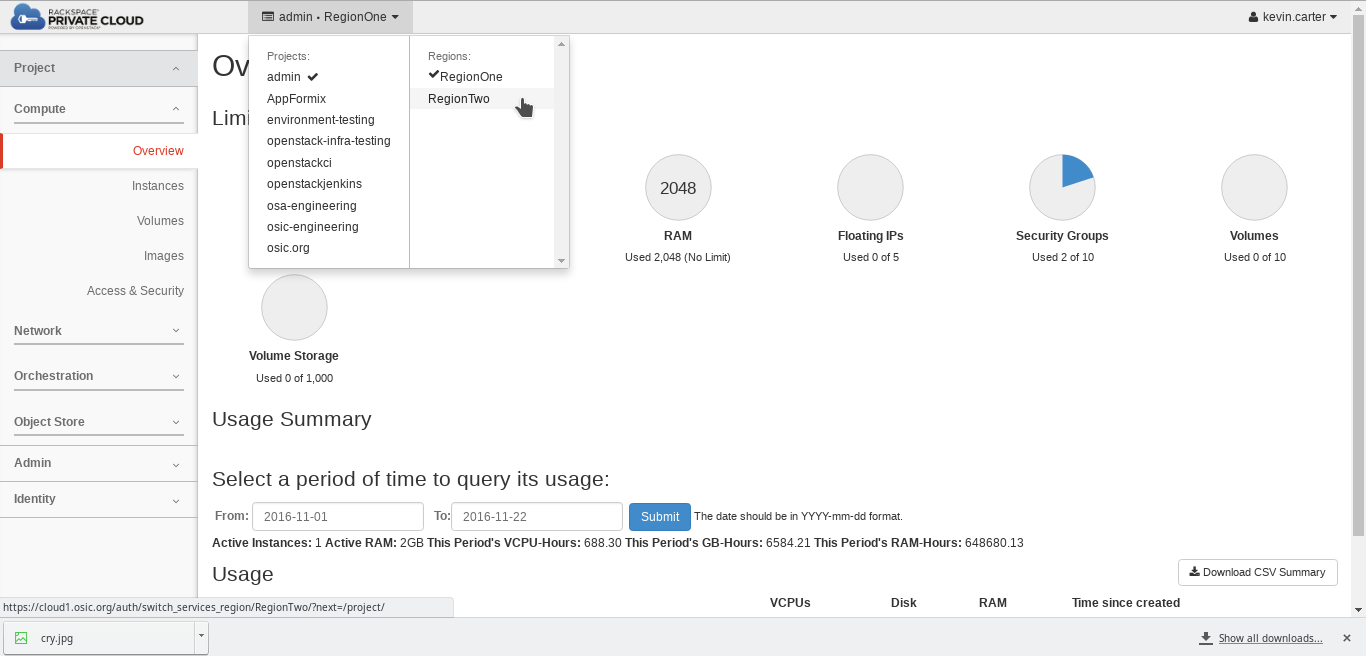 RACKSPACE®
PRIVATE CLOUD
POWERED BY OPENSTACK®
admin • RegionOne
kevin.carter
Project
Compute
Overview
Instances
Volumes
Images
Access & Security
Network
Orchestration
Object Store
Admin
Identity
Projects:
admin
AppFormix
environment-testing
openstack-infra-testing
openstackci
openstackjenkins
osa-engineering
osic-engineering
osic.org
Regions:
RegionOne
RegionTwo
Ov
Limi
2048
RAM
Used 2,048 (No Limit)
Floating IPs
Used 0 of 5
Security Groups
Used 2 of 10
Volumes
Used 0 of 10
Volume Storage
Used 0 of 1,000
Usage Summary
Select a period of time to query its usage:
From: 2016-11-01 To: 2016-11-22 Submit The date should be in YYYY-mm-dd format.
Active Instances: 1 Active RAM: 2GB This Period's VCPU-Hours: 688.30 This Period's GB-Hours: 6584.21 This Period's RAM-Hours: 648680.13
Usage
Download CSV Summary
VCPUs Disk RAM Time since created
https://cloud1.osic.org/auth/switch_services_region/RegionTwo/?next=/project/
cry.jpg
Show all downloads...